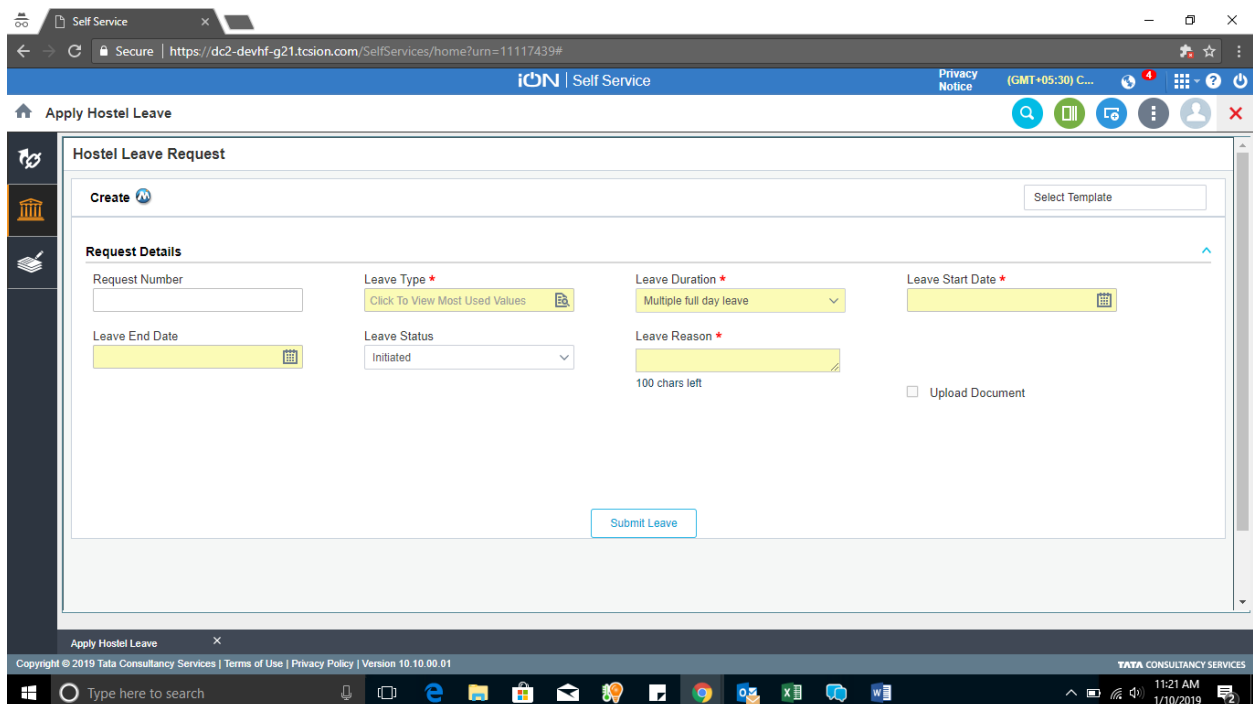 Self Service
Secure | https://dc2-devhf-g21.tcsion.com/SelfServices/home?urn=11117439#
iON | Self Service
Privacy Notice
(GMT+05:30) C...
4
Apply Hostel Leave
Hostel Leave Request
Create
Select Template
Request Details
Request Number
Leave Type *
Leave Duration *
Leave Start Date *
Click To View Most Used Values
Multiple full day leave
Leave End Date
Leave Status
Leave Reason *
Initiated
100 chars left
Upload Document
Submit Leave
Apply Hostel Leave
Copyright © 2019 Tata Consultancy Services | Terms of Use | Privacy Policy | Version 10.10.00.01
TATA CONSULTANCY SERVICES
Type here to search
11:21 AM
1/10/2019
2